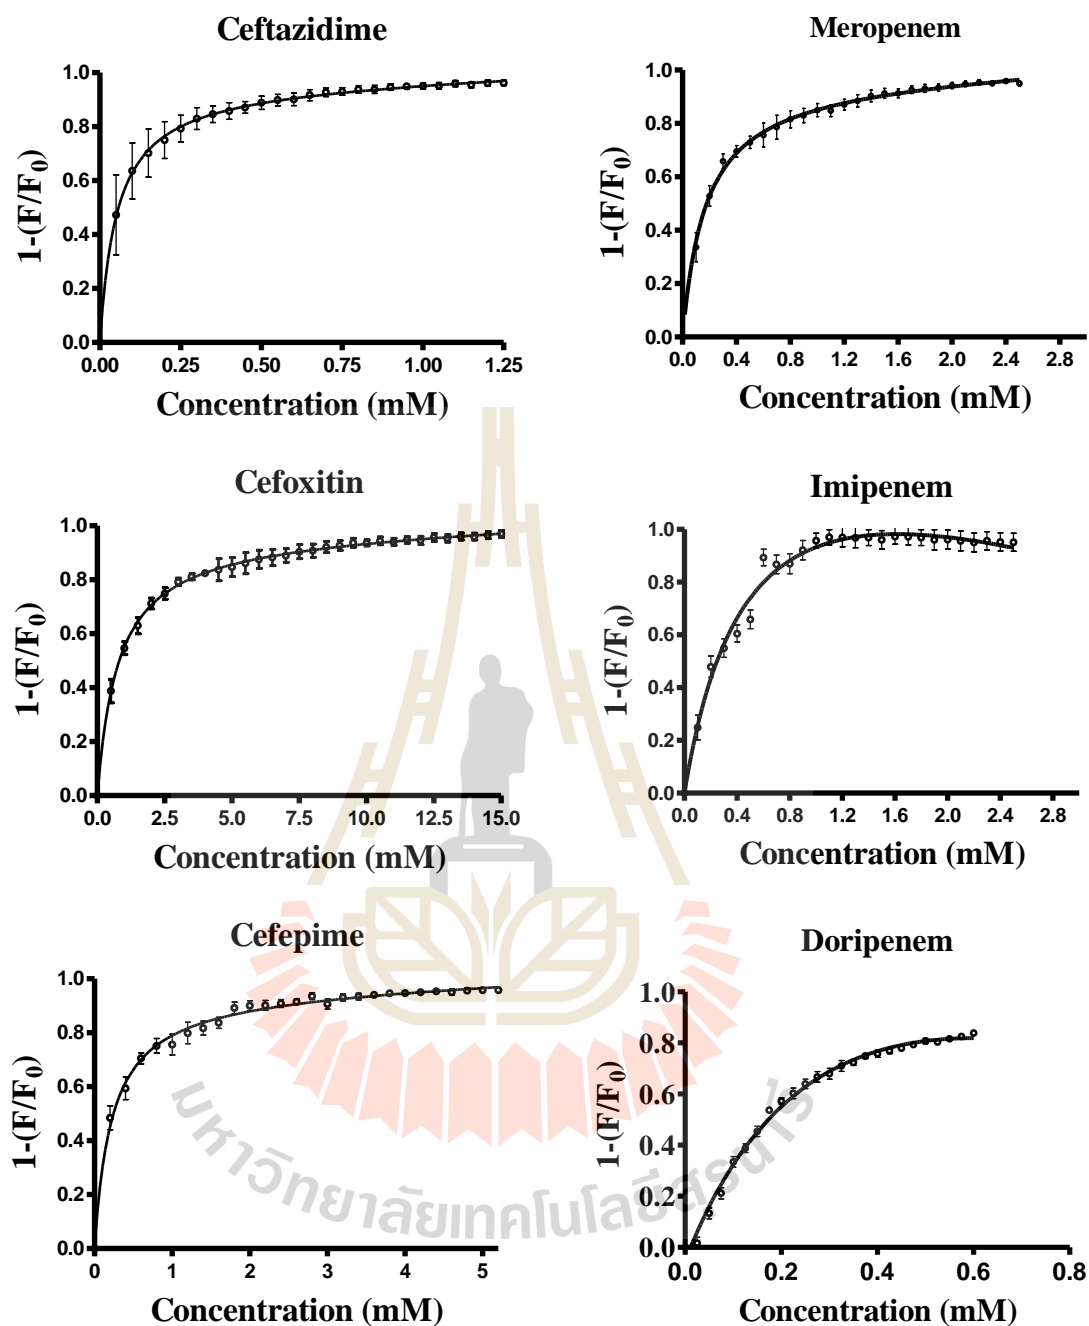 Ceftazidime
1-(F/F0)
1.0
0.8
0.6
0.4
0.2
0.0
0.00 0.25 0.50 0.75 1.00 1.25
Concentration (mM)
Meropenem
1-(F/F0)
1.0
0.8
0.6
0.4
0.2
0.0
0.0 0.4 0.8 1.2 1.6 2.0 2.4 2.8
Concentration (mM)
Cefoxitin
1-(F/F0)
1.0
0.8
0.6
0.4
0.2
0.0
0.0 2.5 5.0 7.5 10.0 12.5 15.0
Concentration (mM)
Imipenem
1-(F/F0)
1.0
0.8
0.6
0.4
0.2
0.0
0.0 0.4 0.8 1.2 1.6 2.0 2.4 2.8
Concentration (mM)
Cefepime
1-(F/F0)
1.0
0.8
0.6
0.4
0.2
0.0
0 1 2 3 4 5
Concentration (mM)
Doripenem
1-(F/F0)
1.0
0.8
0.6
0.4
0.2
0.0
0.0 0.2 0.4 0.6 0.8
Concentration (mM)
มหาวิทยาลัยเทคโนโลยีสุรนารี